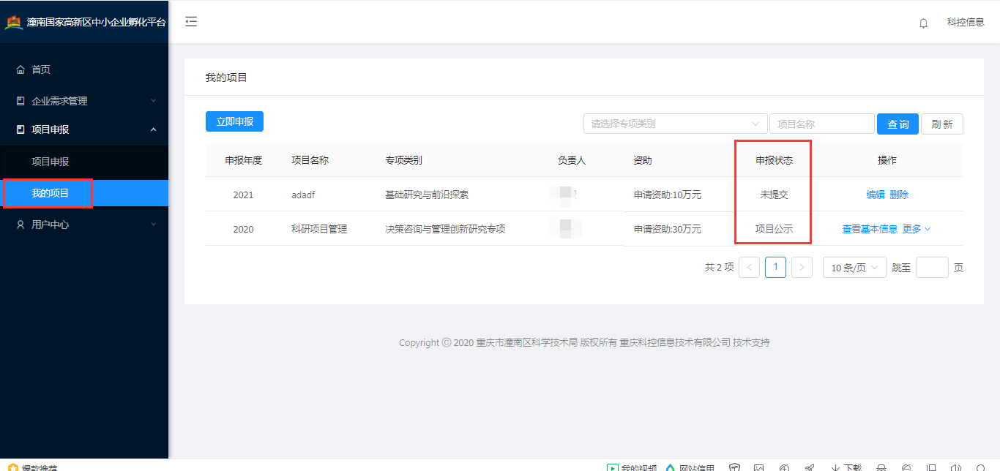 潼南国家高新区中小企业孵化平台
科控信息
首页
企业需求管理
项目申报
项目申报
我的项目
用户中心
我的项目
立即申报
请选择专项类别
项目名称
查 询
刷 新
申报年度 项目名称 专项类别 负责人 资助 申报状态 操作
2021 adadf 基础研究与前沿探索 申请资助:10万元 未提交 编辑 删除
2020 科研项目管理 决策咨询与管理创新研究专项 申请资助:30万元 项目公示 查看基本信息 更多
共 2 项 < 1 > 10 条/页 跳至 页
Copyright © 2020 重庆市潼南区科学技术局 版权所有 重庆科控信息技术有限公司 技术支持
爆款推荐 我的视频 网站信用 下载